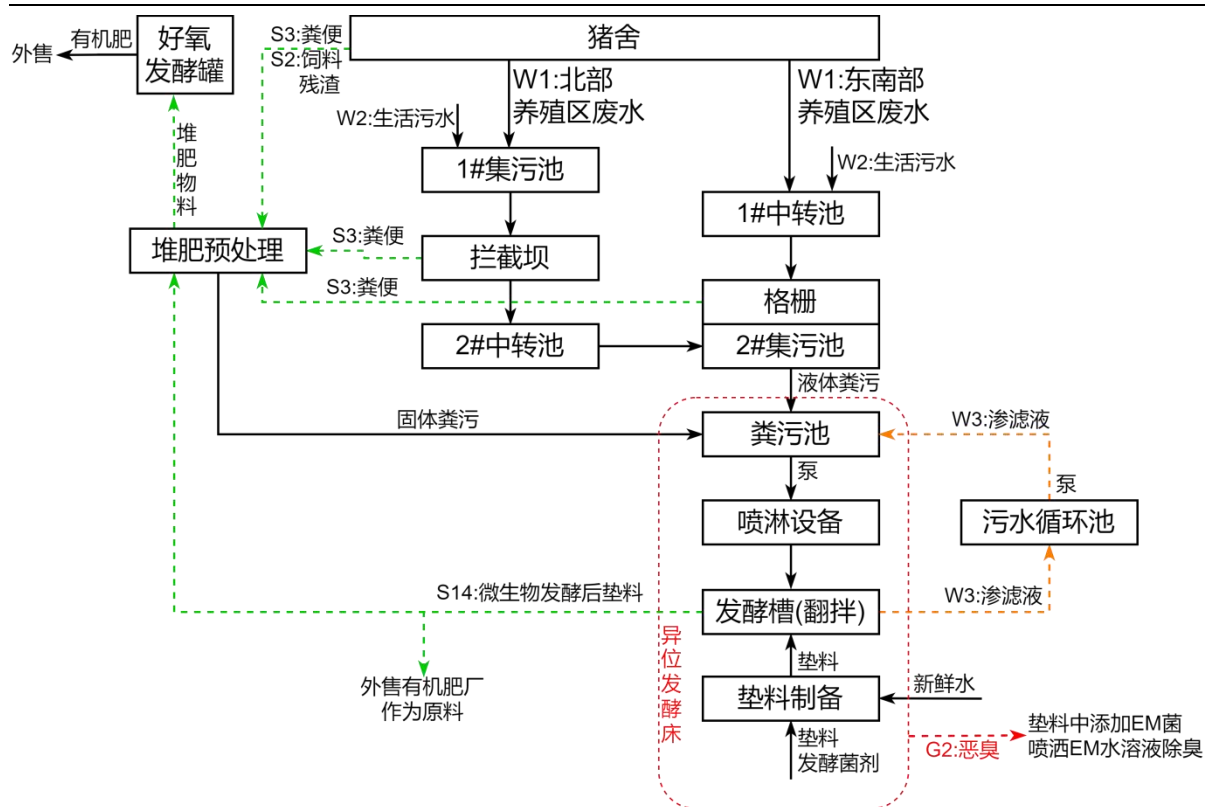 外售
有机肥
好氧
发酵罐
S3:粪便
S2:饲料
残渣
猪舍
W1:北部
养殖区废水
W1:东南部
养殖区废水
W2:生活污水
W2:生活污水
堆肥物料
1#集污池
1#中转池
堆肥预处理
S3:粪便
拦截坝
S3:粪便
格栅
2#中转池
2#集污池
液体粪污
固体粪污
粪污池
W3:渗滤液
泵
泵
喷淋设备
污水循环池
S14:微生物发酵后垫料
发酵槽(翻拌)
W3:渗滤液
异位发酵床
垫料
外售有机肥厂
作为原料
垫料制备
新鲜水
垫料
发酵菌剂
G2:恶臭
垫料中添加EM菌
喷洒EM水溶液除臭